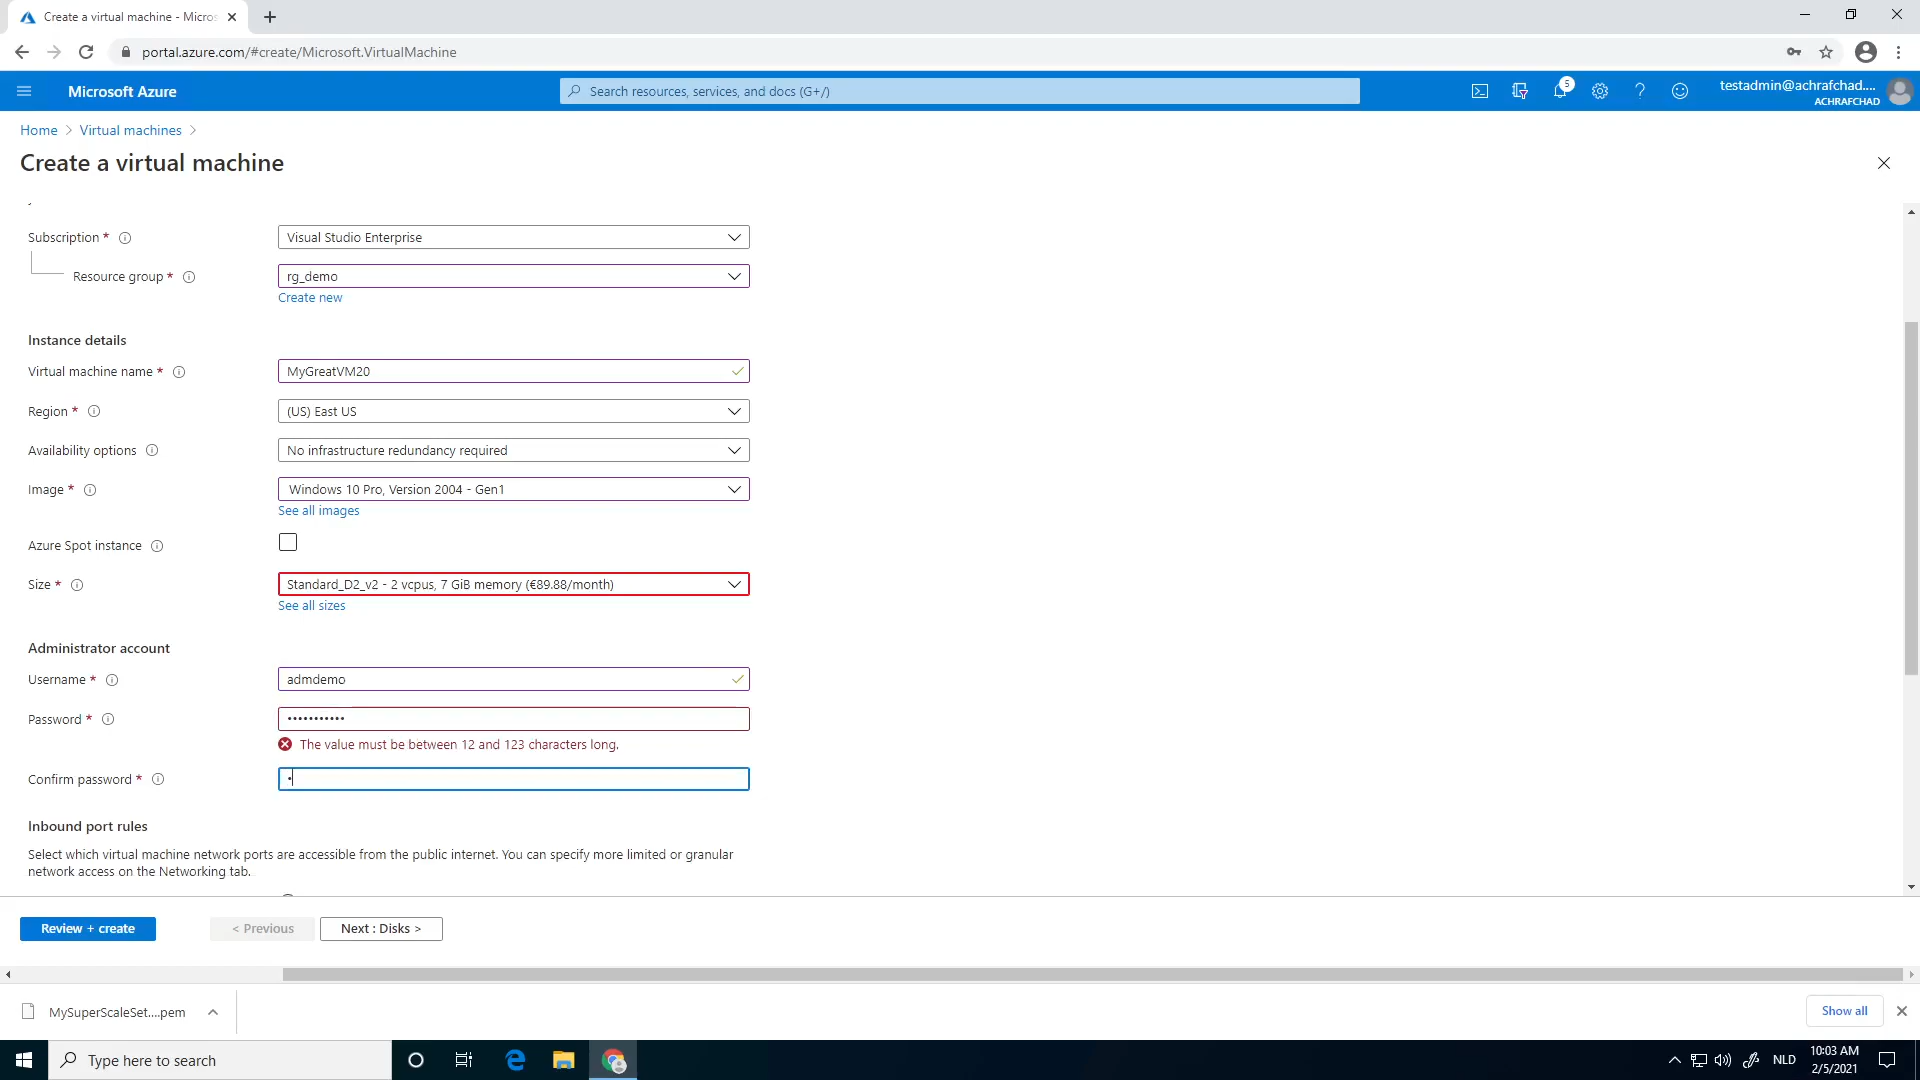 Create a virtual machine - Micros
portal.azure.com/#create/Microsoft.VirtualMachine
Microsoft Azure
Search resources, services, and docs (G+/)
5
testadmin@achrafchad....
ACHRAFCHAD
Home > Virtual machines >
Create a virtual machine
Subscription *
Visual Studio Enterprise
Resource group *
rg_demo
Create new
Instance details
Virtual machine name *
MyGreatVM20
Region *
(US) East US
Availability options
No infrastructure redundancy required
Image *
Windows 10 Pro, Version 2004 - Gen1
See all images
Azure Spot instance
Size *
Standard_D2_v2 - 2 vcpus, 7 GiB memory (€89.88/month)
See all sizes
Administrator account
Username *
admdemo
Password *
•••••••••••
The value must be between 12 and 123 characters long.
Confirm password *
•
Inbound port rules
Select which virtual machine network ports are accessible from the public internet. You can specify more limited or granular
network access on the Networking tab.
Review + create
< Previous
Next : Disks >
MySuperScaleSet....pem
Show all
Type here to search
NLD
10:03 AM
2/5/2021